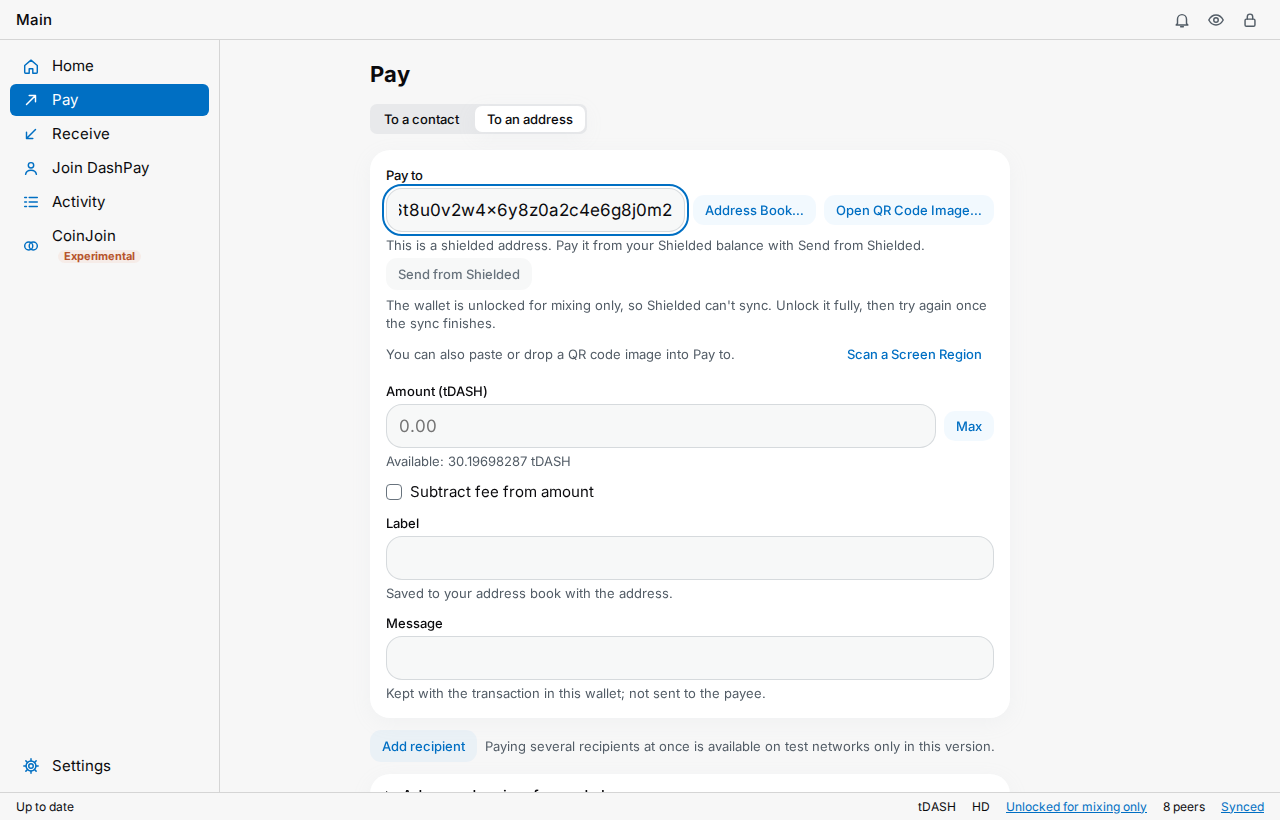 Main
Home
Pay
Receive
Join DashPay
Activity
CoinJoin
Experimental
Settings
Pay
To a contact
To an address
Pay to
t8u0v2w4x6y8z0a2c4e6g8j0m2
Address Book...
Open QR Code Image...
This is a shielded address. Pay it from your Shielded balance with Send from Shielded.
Send from Shielded
The wallet is unlocked for mixing only, so Shielded can't sync. Unlock it fully, then try again once
the sync finishes.
You can also paste or drop a QR code image into Pay to.
Scan a Screen Region
Amount (tDASH)
0.00
Max
Available: 30.19698287 tDASH
Subtract fee from amount
Label
Saved to your address book with the address.
Message
Kept with the transaction in this wallet; not sent to the payee.
Add recipient
Paying several recipients at once is available on test networks only in this version.
Up to date
tDASH
HD
Unlocked for mixing only
8 peers
Synced